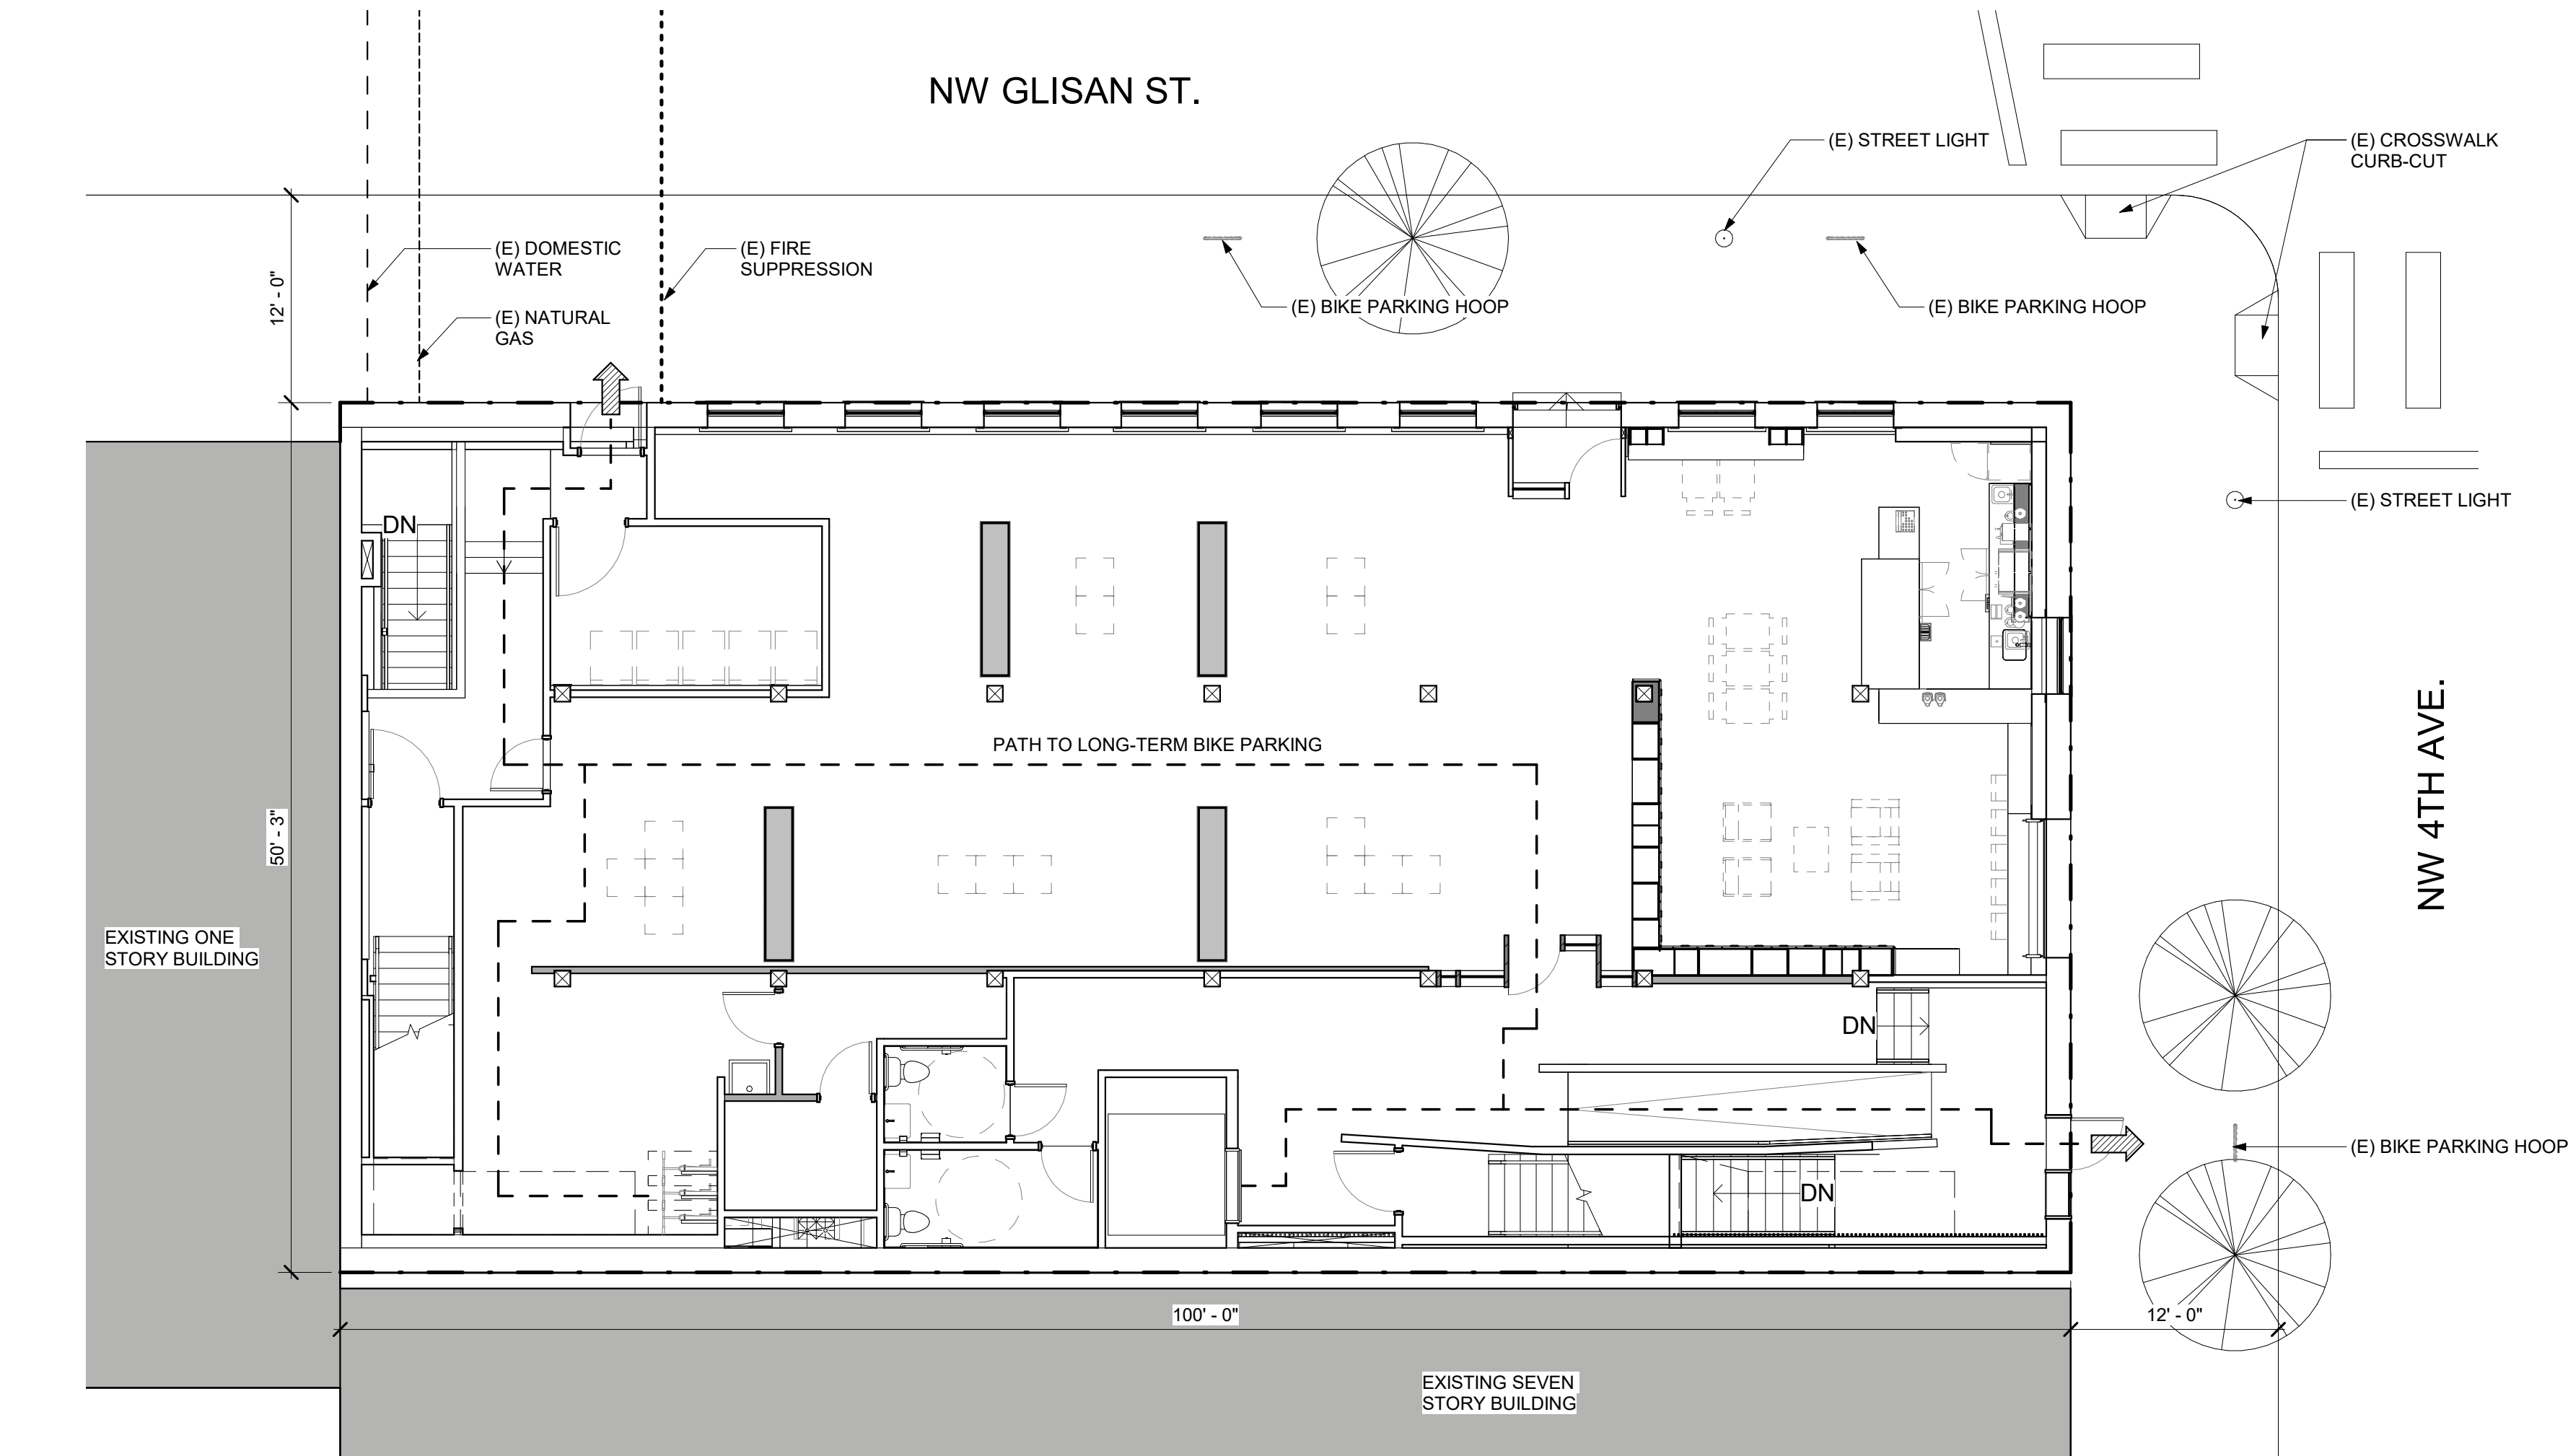 NW GLISAN ST.
(E) STREET LIGHT
(E) CROSSWALK
CURB-CUT
(E) DOMESTIC
WATER
(E) FIRE
SUPPRESSION
12' - 0"
(E) NATURAL
GAS
(E) BIKE PARKING HOOP
(E) BIKE PARKING HOOP
(E) STREET LIGHT
DN
PATH TO LONG-TERM BIKE PARKING
NW 4TH AVE.
50' - 3"
EXISTING ONE
STORY BUILDING
DN
(E) BIKE PARKING HOOP
DN
100' - 0"
12' - 0"
EXISTING SEVEN
STORY BUILDING